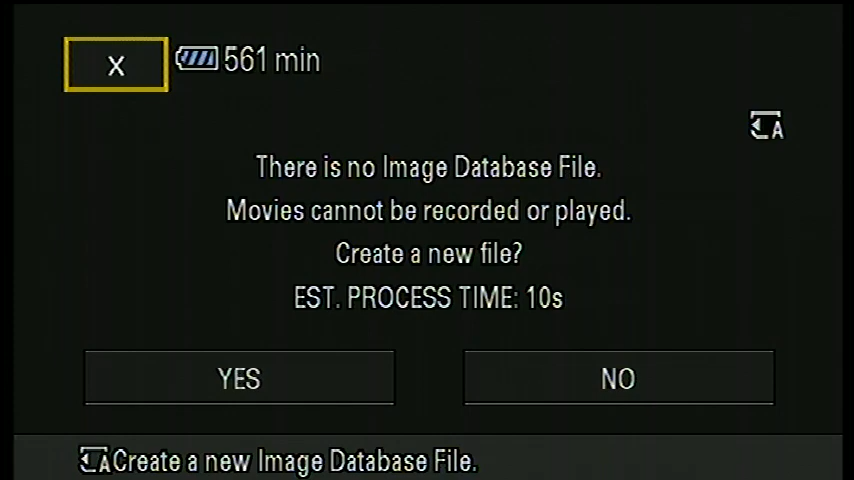 X 561 min
A
There is no Image Database File.
Movies cannot be recorded or played.
Create a new file?
EST. PROCESS TIME: 10s
YES NO
A Create a new Image Database File.